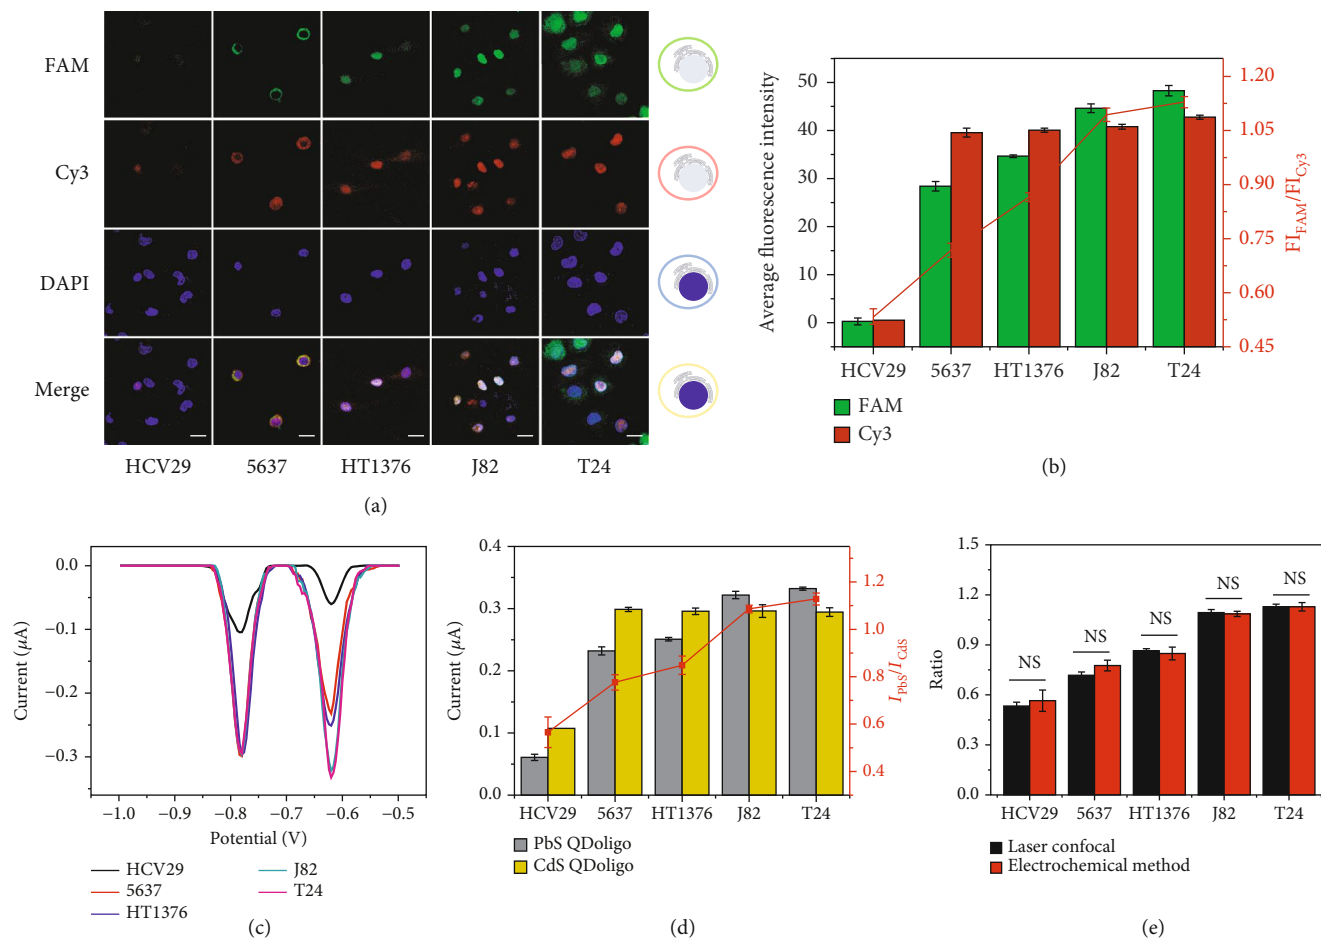 FAM
Cy3
DAPI
Merge
HCV29 5637 HT1376 J82 T24
(a)
Average fluorescence intensity
50
40
30
20
10
0
1.20
1.05
0.90
0.75
0.60
0.45
FI_FAM/FI_Cy3
HCV29 5637 HT1376 J82 T24
FAM
Cy3
(b)
Current (μA)
−0.0
−0.1
−0.2
−0.3
−1.0 −0.9 −0.8 −0.7 −0.6 −0.5
Potential (V)
HCV29 J82
5637 T24
HT1376
(c)
Current (μA)
0.4
0.3
0.2
0.1
0.0
1.2
1.0
0.8
0.6
0.4
I_PbS/I_CdS
HCV29 5637 HT1376 J82 T24
PbS QDoligo
CdS QDoligo
(d)
Ratio
1.5
1.2
0.9
0.6
0.3
0.0
NS NS NS NS NS
HCV29 5637 HT1376 J82 T24
Laser confocal
Electrochemical method
(e)